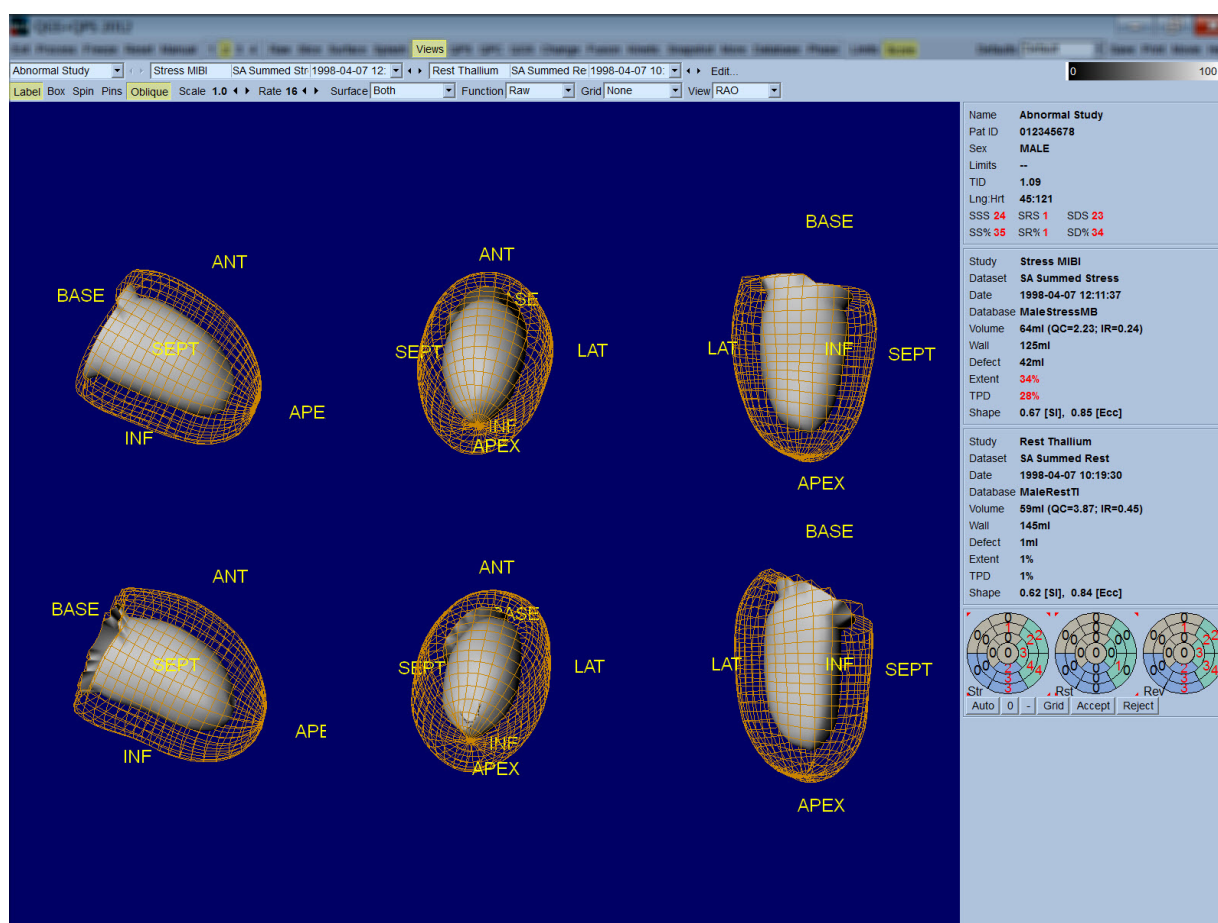 QGS+QPS 2012
Views
Abnormal Study Stress MIBI SA Summed Str 1998-04-07 12: Rest Thallium SA Summed Re 1998-04-07 10: Edit...
0 100
Label Box Spin Pins Oblique Scale 1.0 Rate 16 Surface Both Function Raw Grid None View RAO
Name Abnormal Study
Pat ID 012345678
Sex MALE
Limits --
TID 1.09
Lng:Hrt 45:121
SSS 24 SRS 1 SDS 23
SS% 35 SR% 1 SD% 34
Study Stress MIBI
Dataset SA Summed Stress
Date 1998-04-07 12:11:37
Database MaleStressMB
Volume 64ml (QC=2.23; IR=0.24)
Wall 125ml
Defect 42ml
Extent 34%
TPD 28%
Shape 0.67 [SI], 0.85 [Ecc]
Study Rest Thallium
Dataset SA Summed Rest
Date 1998-04-07 10:19:30
Database MaleRestTl
Volume 59ml (QC=3.87; IR=0.45)
Wall 145ml
Defect 1ml
Extent 1%
TPD 1%
Shape 0.62 [SI], 0.84 [Ecc]
Str Rst Rev
Auto 0 - Grid Accept Reject
ANT
BASE
SEPT
INF
APE
ANT
SE
SEPT
LAT
INF
APEX
BASE
LAT
INF
SEPT
APEX
ANT
BASE
SEPT
INF
APE
ANT
BASE
SEPT
LAT
INF
APEX
BASE
LAT
INF
SEPT
APEX